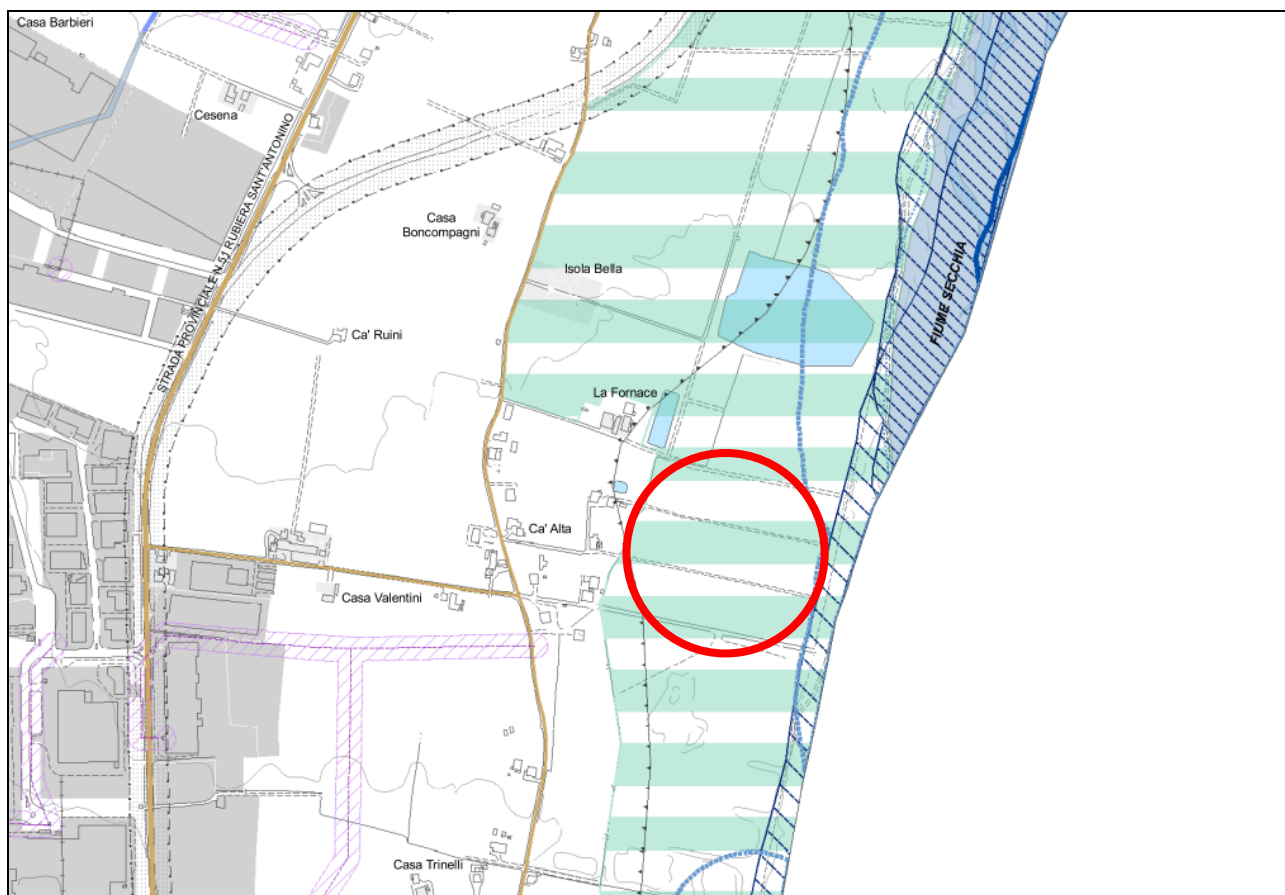 Casa Barbieri
Cesena
STRADA PROVINCIALE N.51 RUBIERA SANT'ANTONINO
Casa
Boncompagni
Isola Bella
FIUME SECCHIA
Ca' Ruini
La Fornace
Ca' Alta
Casa Valentini
Casa Trinelli